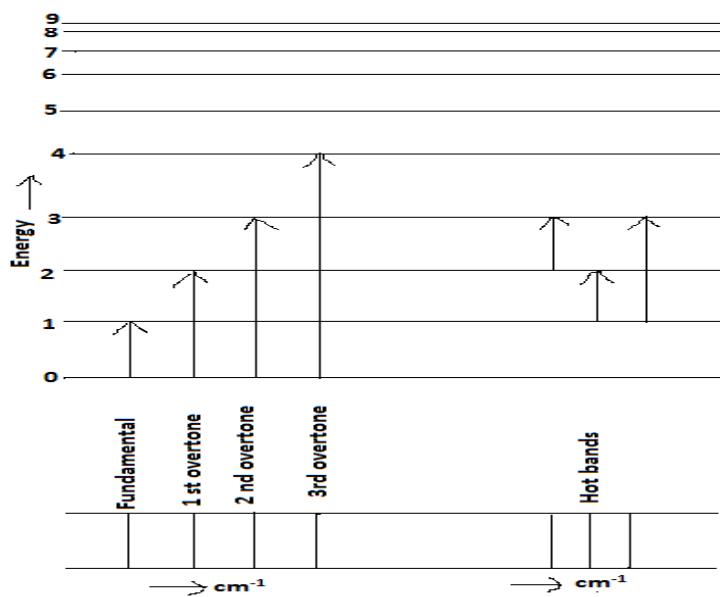 9
8
7
6
5
4
3
2
1
0
Energy
Fundamental
1 st overtone
2 nd overtone
3rd overtone
Hot bands
cm-1
cm-1